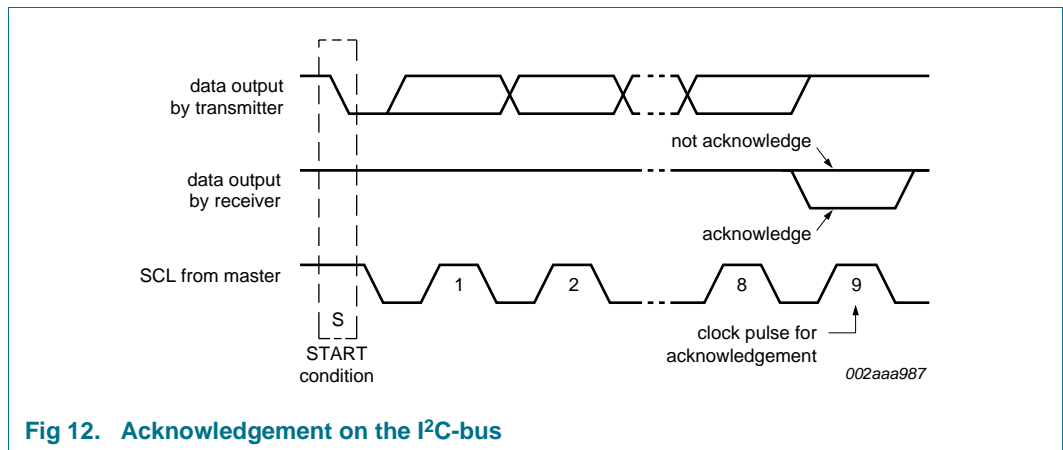 data output
by transmitter
not acknowledge
data output
by receiver
acknowledge
SCL from master
1
2
8
9
S
START
condition
clock pulse for
acknowledgement
002aaa987
Fig 12. Acknowledgement on the I²C-bus